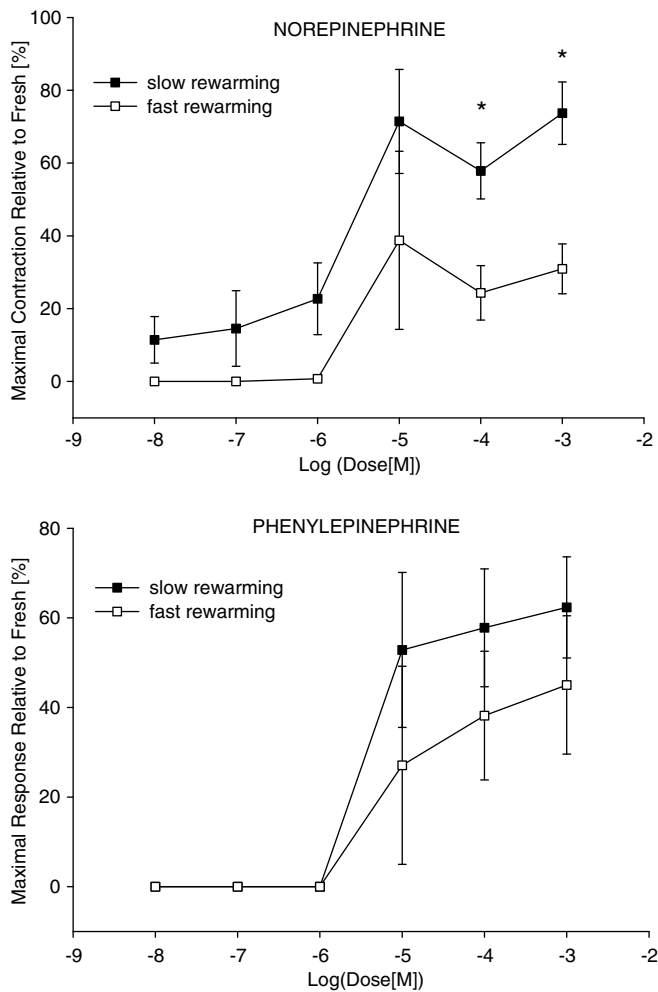 NOREPINEPHRINE
Maximal Contraction Relative to Fresh [%]
100
80
60
40
20
0
slow rewarming
fast rewarming
*
*
-9 -8 -7 -6 -5 -4 -3 -2
Log (Dose[M])
PHENYLEPINEPHRINE
Maximal Response Relative to Fresh [%]
80
60
40
20
0
slow rewarming
fast rewarming
-9 -8 -7 -6 -5 -4 -3 -2
Log(Dose[M])